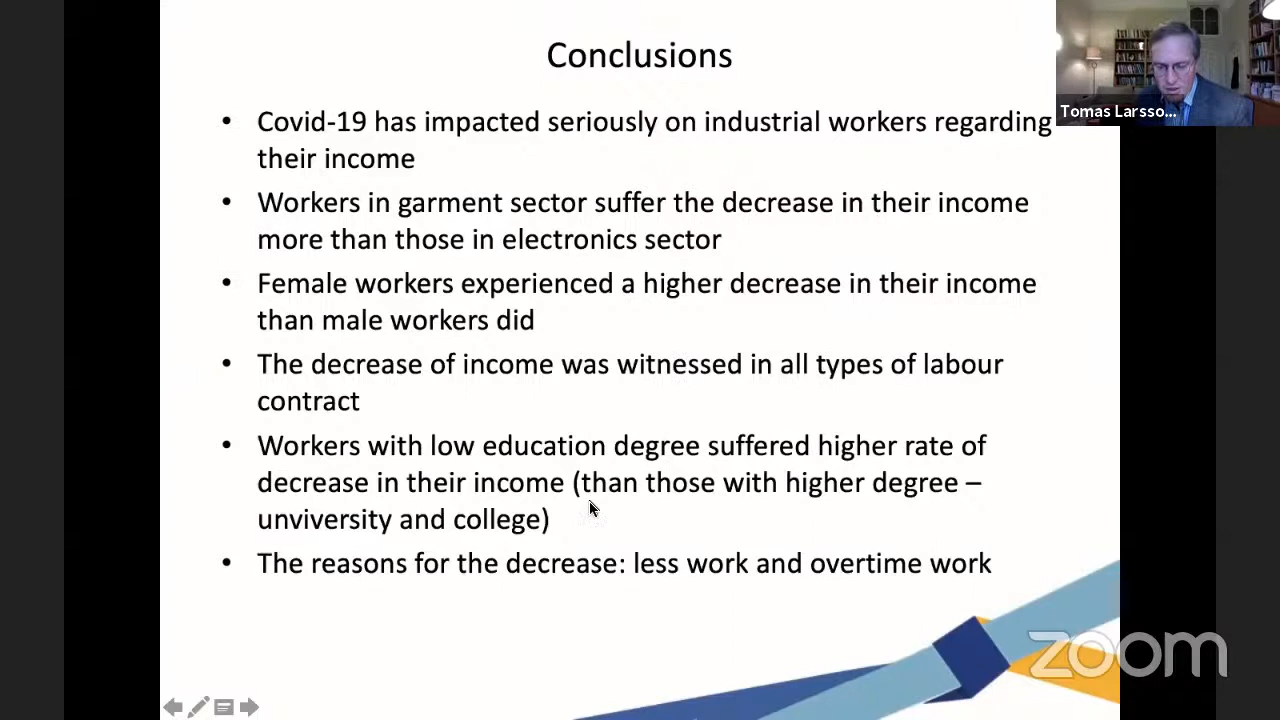 Conclusions
• Covid-19 has impacted seriously on industrial workers regarding
their income
• Workers in garment sector suffer the decrease in their income
more than those in electronics sector
• Female workers experienced a higher decrease in their income
than male workers did
• The decrease of income was witnessed in all types of labour
contract
• Workers with low education degree suffered higher rate of
decrease in their income (than those with higher degree –
unviversity and college)
• The reasons for the decrease: less work and overtime work
Tomas Larsso...
zoom